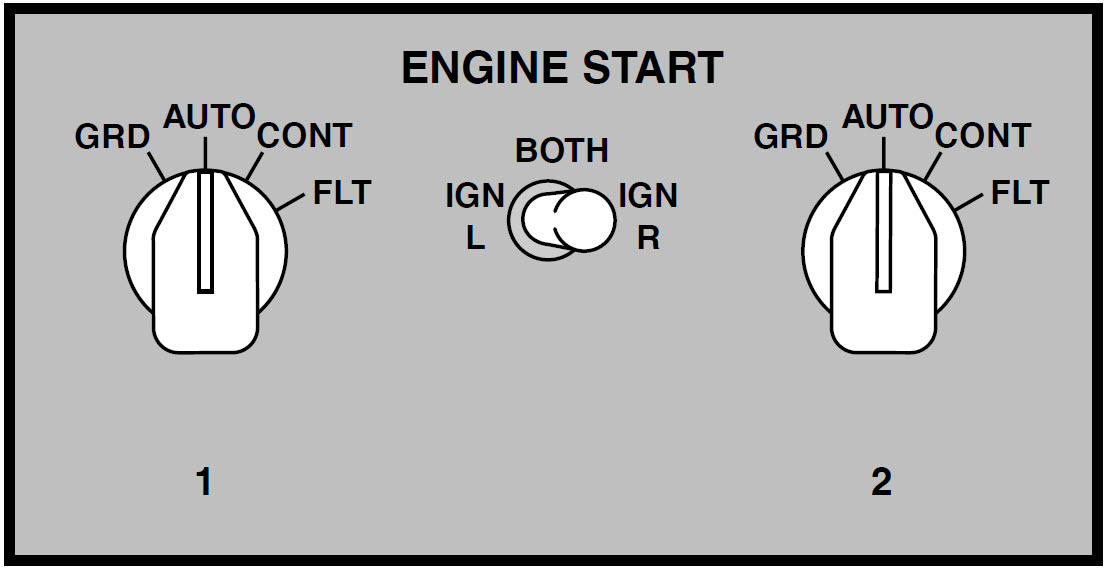 ENGINE START
GRD AUTO CONT FLT
BOTH
IGN IGN
L R
GRD AUTO CONT FLT
1 2